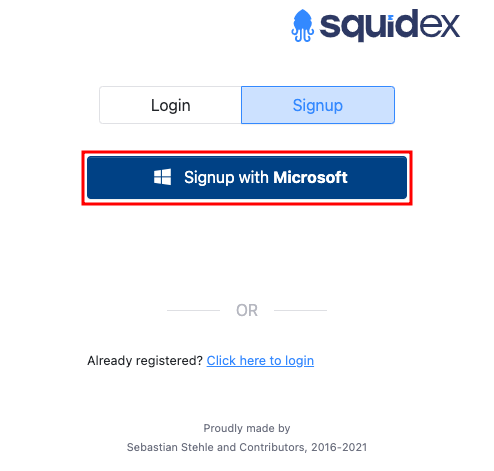 squidex
Login
Signup
Signup with Microsoft
OR
Already registered? Click here to login
Proudly made by
Sebastian Stehle and Contributors, 2016-2021